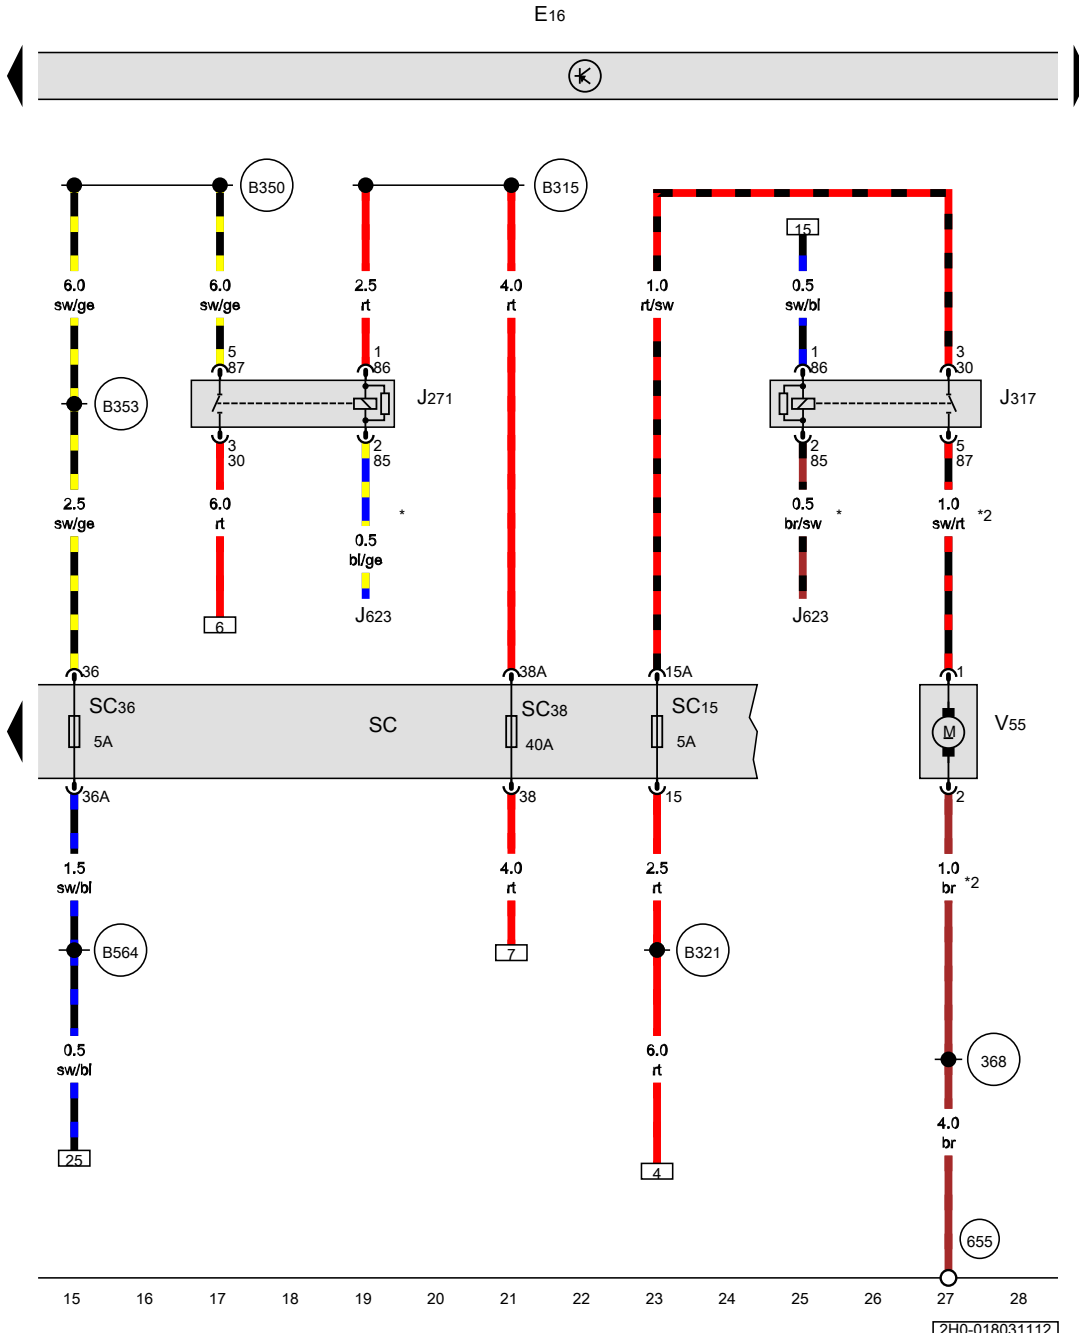 E16
B350
B315
15
6.0
sw/ge
6.0
sw/ge
2.5
rt
4.0
rt
1.0
rt/sw
0.5
sw/bl
5
87
1
86
1
86
3
30
B353
J271
J317
3
30
2
85
2
85
5
87
2.5
sw/ge
6.0
rt
*
0.5
bl/ge
0.5
br/sw
*
1.0
sw/rt
*2
6
J623
J623
36
38A
15A
1
SC36
5A
SC
SC38
40A
SC15
5A
M
V55
36A
38
15
2
1.5
sw/bl
4.0
rt
2.5
rt
1.0
br
*2
B564
7
B321
0.5
sw/bl
6.0
rt
368
25
4
4.0
br
655
15 16 17 18 19 20 21 22 23 24 25 26 27 28
2H0-018031112